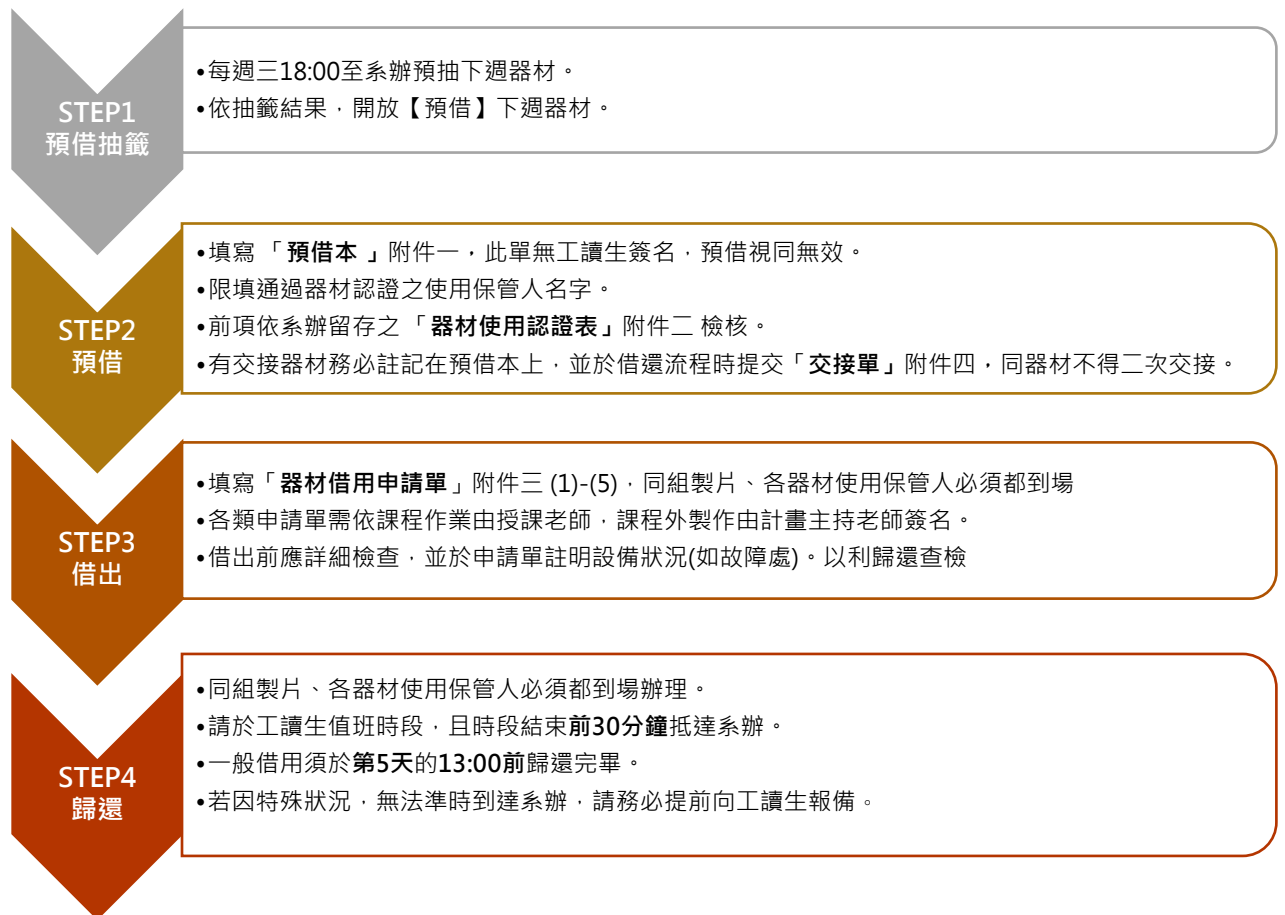 STEP1
預借抽籤
•每週三18:00至系辦預抽下週器材。
•依抽籤結果，開放【預借】下週器材。
STEP2
預借
•填寫 「預借本 」附件一，此單無工讀生簽名，預借視同無效。
•限填通過器材認證之使用保管人名字。
•前項依系辦留存之 「器材使用認證表」附件二 檢核。
•有交接器材務必註記在預借本上，並於借還流程時提交「交接單」附件四，同器材不得二次交接。
STEP3
借出
•填寫「器材借用申請單」附件三 (1)-(5)，同組製片、各器材使用保管人必須都到場
•各類申請單需依課程作業由授課老師，課程外製作由計畫主持老師簽名。
•借出前應詳細檢查，並於申請單註明設備狀況(如故障處)。以利歸還查檢
STEP4
歸還
•同組製片、各器材使用保管人必須都到場辦理。
•請於工讀生值班時段，且時段結束前30分鐘抵達系辦。
•一般借用須於第5天的13:00前歸還完畢。
•若因特殊狀況，無法準時到達系辦，請務必提前向工讀生報備。